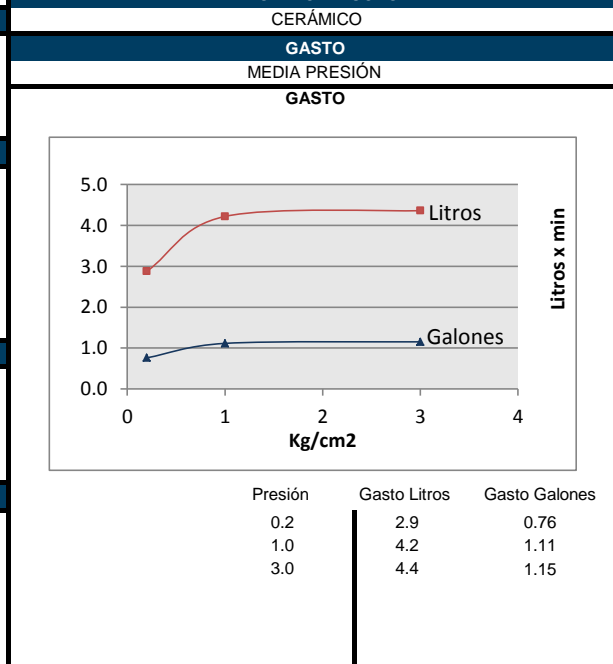 CERÁMICO
GASTO
MEDIA PRESIÓN
GASTO
5.0
4.0
3.0
2.0
1.0
0.0
Litros
Galones
0 1 2 3 4
Kg/cm2
Litros x min
Presión Gasto Litros Gasto Galones
0.2 2.9 0.76
1.0 4.2 1.11
3.0 4.4 1.15